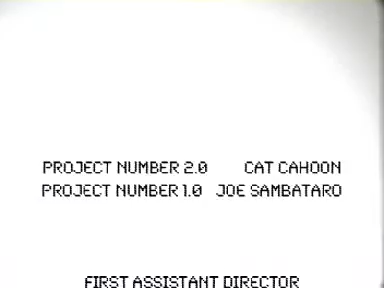 PROJECT NUMBER 2.0 CAT CAHOON
PROJECT NUMBER 1.0 JOE SAMBATARO
FIRST ASSISTANT DIRECTOR